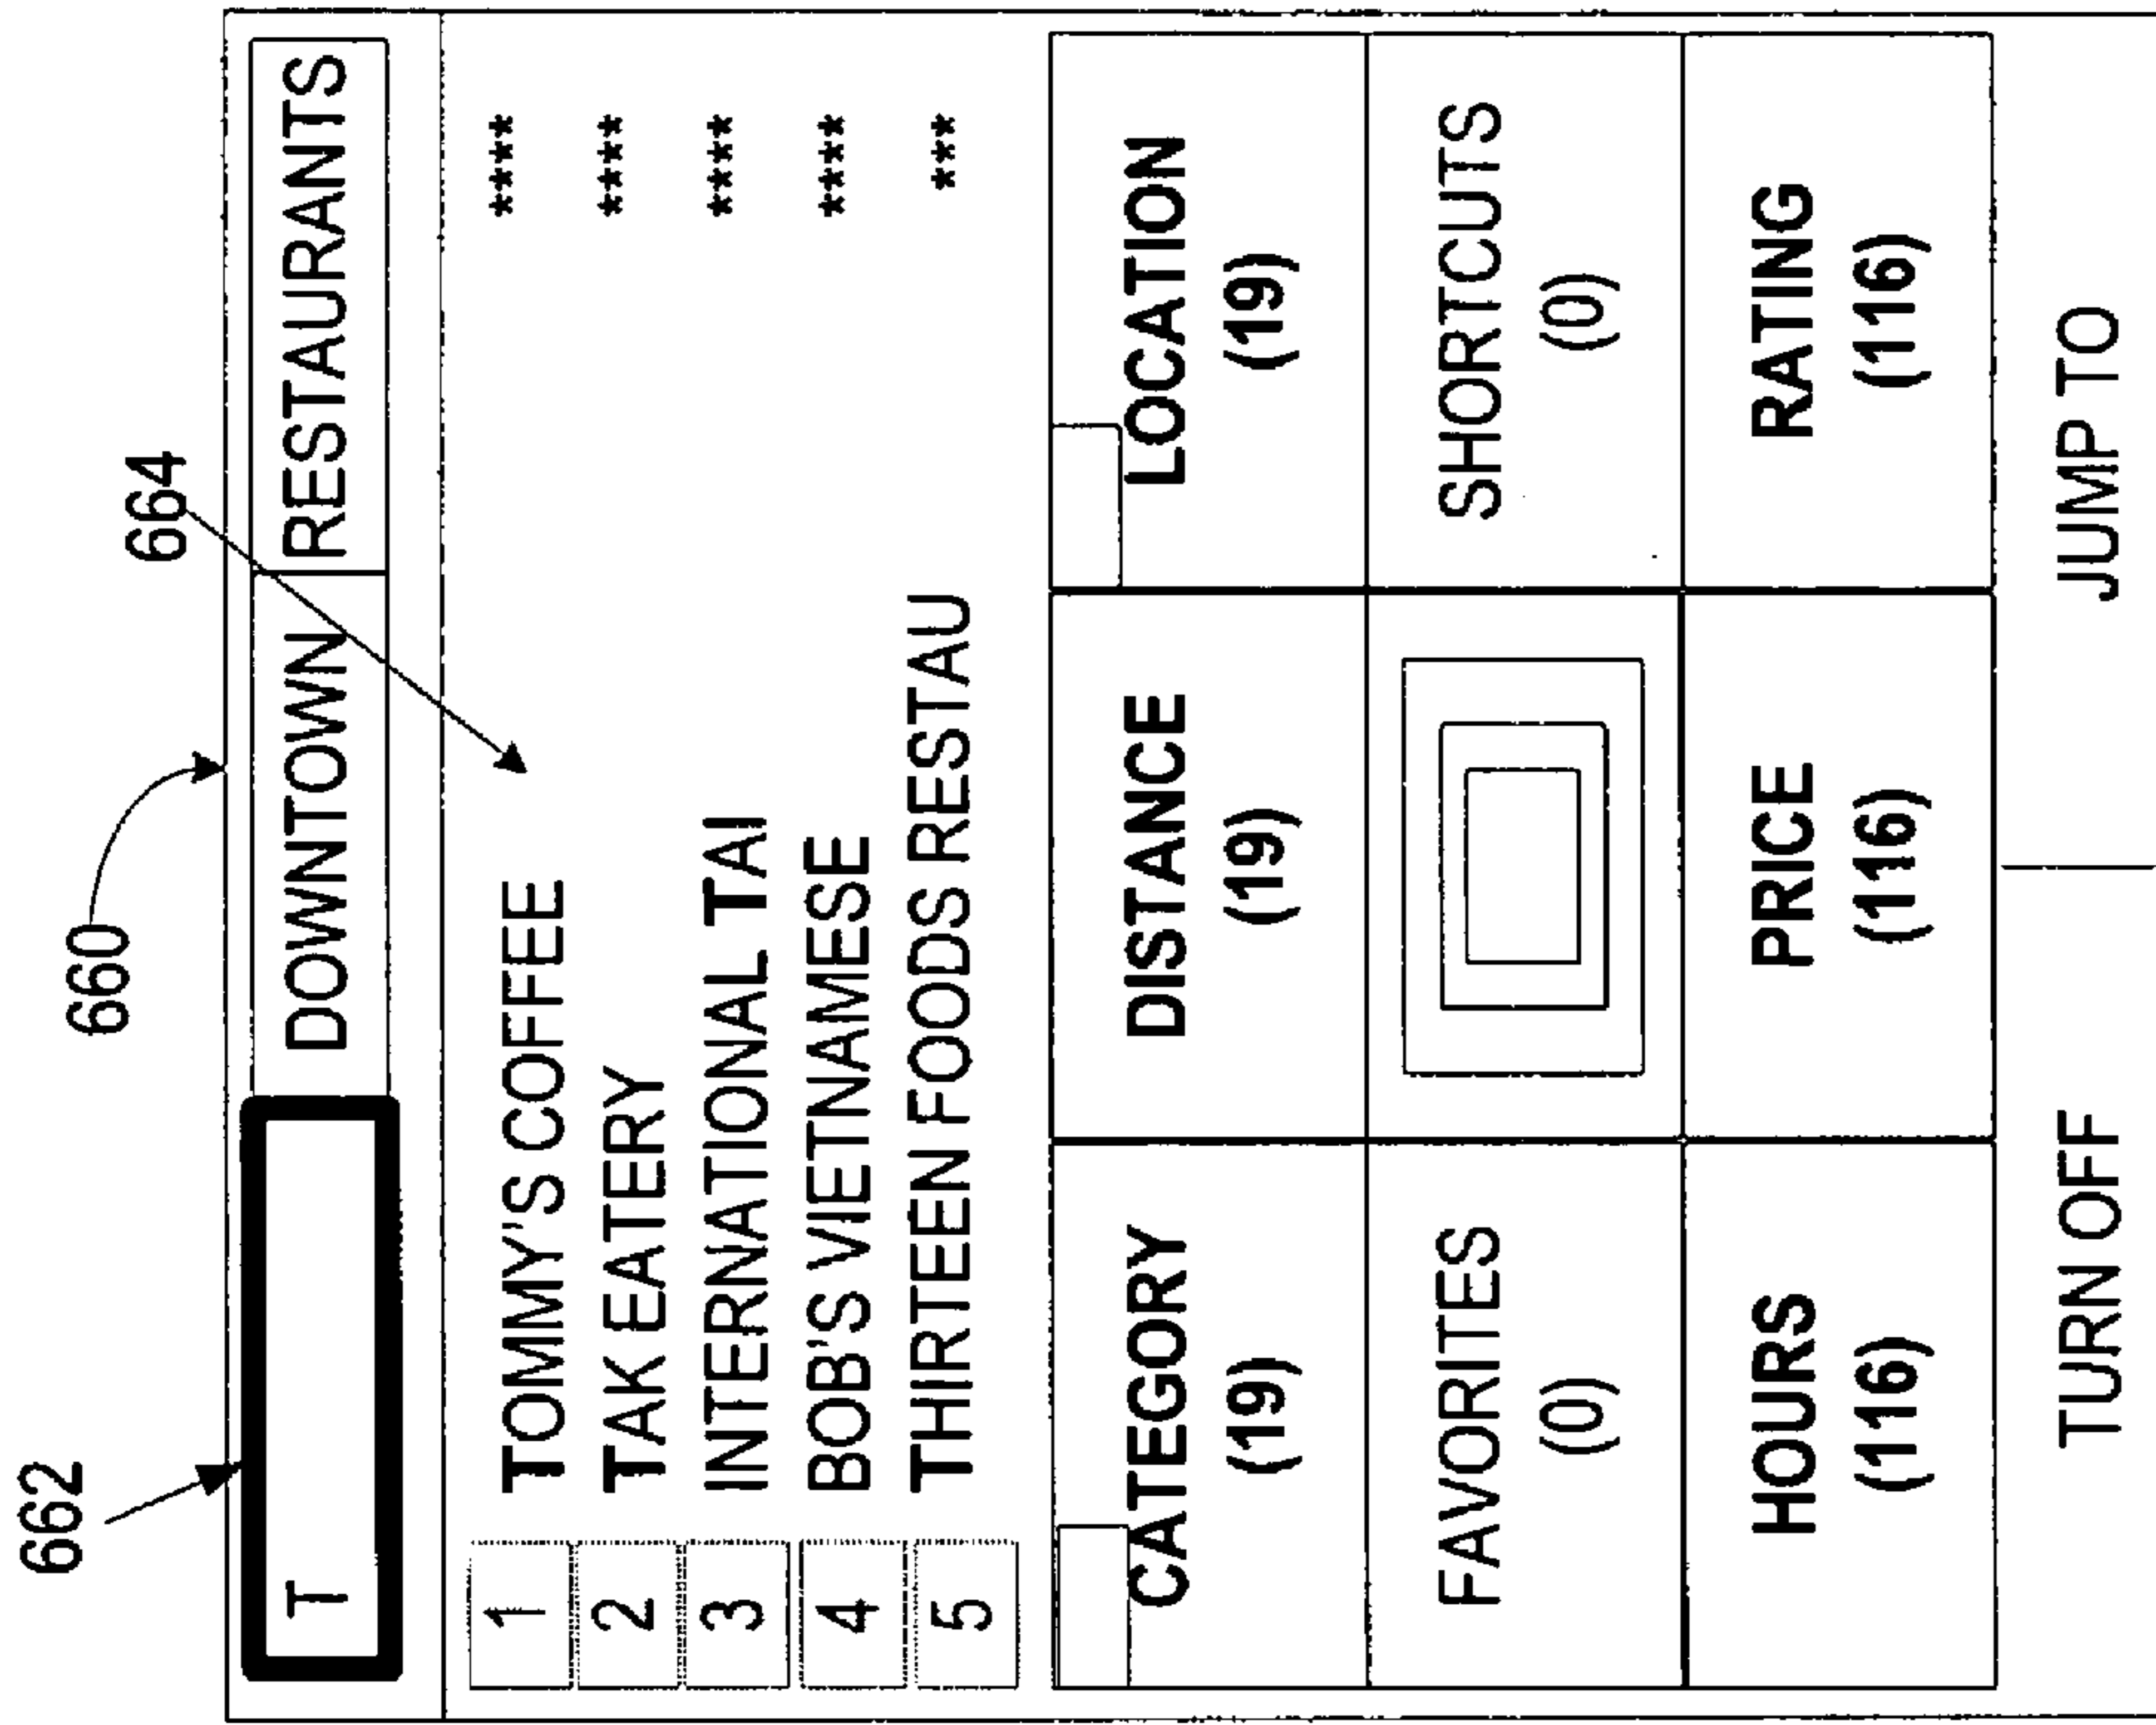 662
660
664
T DOWNTOWN RESTAURANTS
1 TOMMY'S COFFEE ****
2 TAK EATERY ****
3 INTERNATIONAL TAI ****
4 BOB'S VIETNAMESE ****
5 THIRTEEN FOODS RESTAU ***
CATEGORY DISTANCE LOCATION
(19) (19) (19)
FAVORITES SHORTCUTS
(0) (0)
HOURS PRICE RATING
(116) (116) (116)
TURN OFF JUMP TO